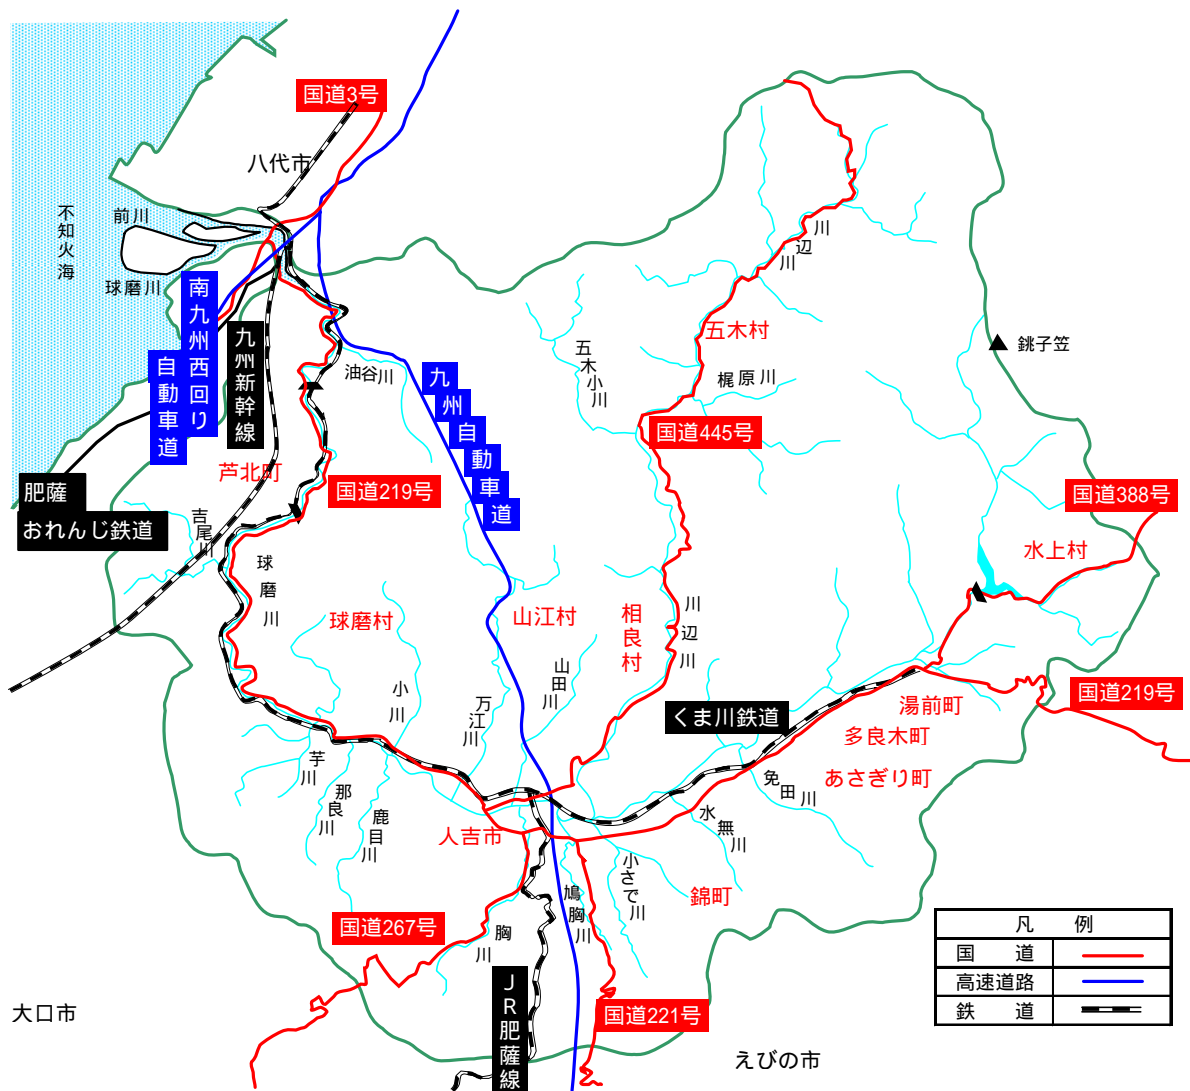 国道3号
八代市
不知火海
前川
球磨川
南九州西回り
自動車道
九州新幹線
油谷川
九州自動車道
川辺川
五木村
五木小川
梶原川
銚子笠
国道445号
芦北町
国道219号
肥薩
おれんじ鉄道
吉尾川
国道388号
水上村
球磨川
球磨村
山江村
相良村
川辺川
小川
万江川
山田川
くま川鉄道
国道219号
湯前町
多良木町
あさぎり町
芋川
那良川
鹿目川
人吉市
免田川
水無川
小さで川
鳩胸川
錦町
国道267号
胸川
JR肥薩線
国道221号
大口市
えびの市
凡 例
国 道
高速道路
鉄 道